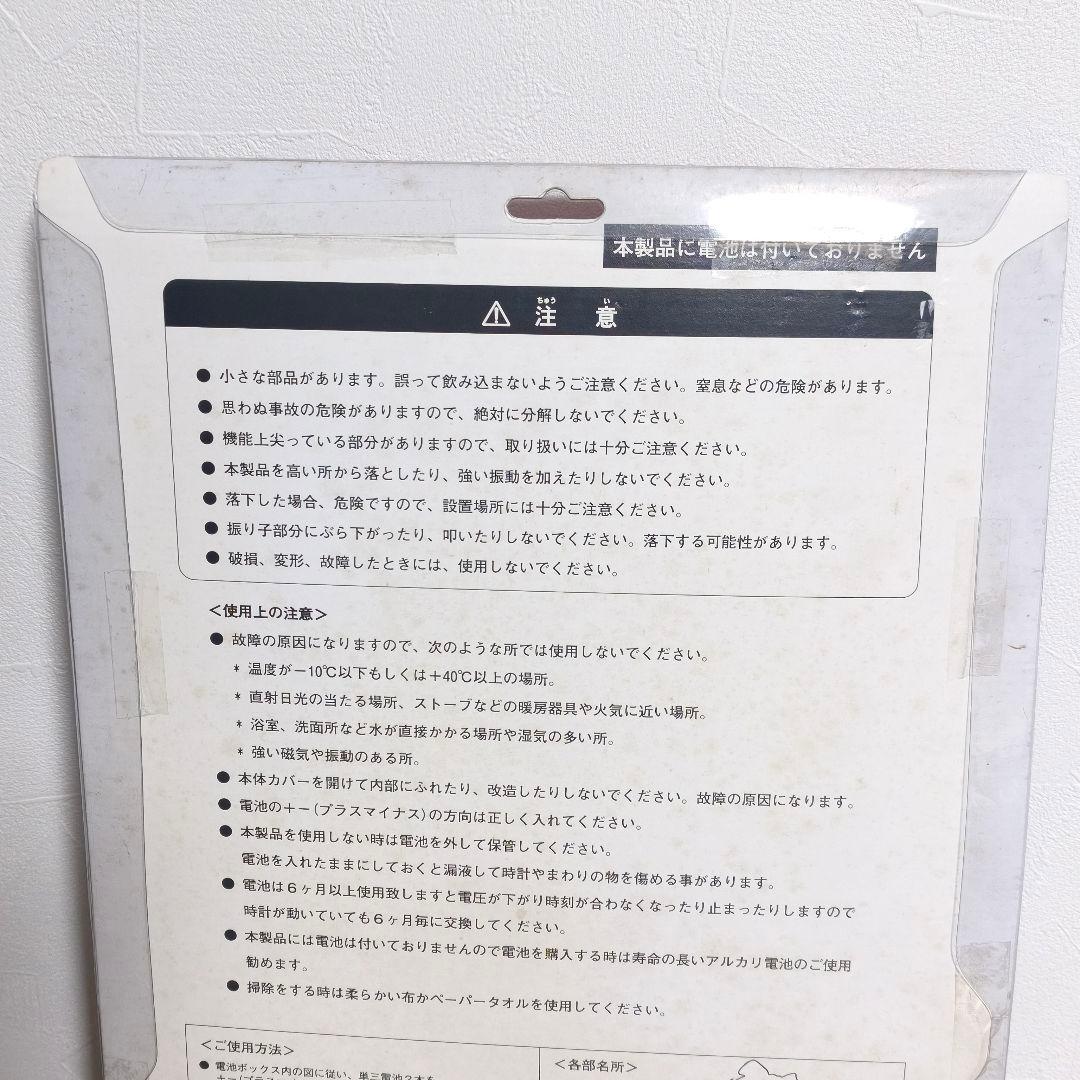 本製品に電池は付いておりません
ちゅう い
⚠ 注 意
● 小さな部品があります。誤って飲み込まないようご注意ください。窒息などの危険があります。
● 思わぬ事故の危険がありますので、絶対に分解しないでください。
● 機能上尖っている部分がありますので、取り扱いには十分ご注意ください。
● 本製品を高い所から落としたり、強い振動を加えたりしないでください。
● 落下した場合、危険ですので、設置場所には十分ご注意ください。
● 振り子部分にぶら下がったり、叩いたりしないでください。落下する可能性があります。
● 破損、変形、故障したときには、使用しないでください。
＜使用上の注意＞
● 故障の原因になりますので、次のような所では使用しないでください。
* 温度が－10℃以下もしくは＋40℃以上の場所。
* 直射日光の当たる場所、ストーブなどの暖房器具や火気に近い場所。
* 浴室、洗面所など水が直接かかる場所や湿気の多い所。
* 強い磁気や振動のある所。
● 本体カバーを開けて内部にふれたり、改造したりしないでください。故障の原因になります。
● 電池の＋－(プラスマイナス)の方向は正しく入れてください。
● 本製品を使用しない時は電池を外して保管してください。
電池を入れたままにしておくと漏液して時計やまわりの物を傷める事があります。
● 電池は６ヶ月以上使用致しますと電圧が下がり時刻が合わなくなったり止まったりしますので
時計が動いていても６ヶ月毎に交換してください。
● 本製品には電池は付いておりませんので電池を購入する時は寿命の長いアルカリ電池のご使用
勧めます。
● 掃除をする時は柔らかい布かペーパータオルを使用してください。
＜ご使用方法＞
● 電池ボックス内の図に従い、単三電池２本を
＜各部名所＞